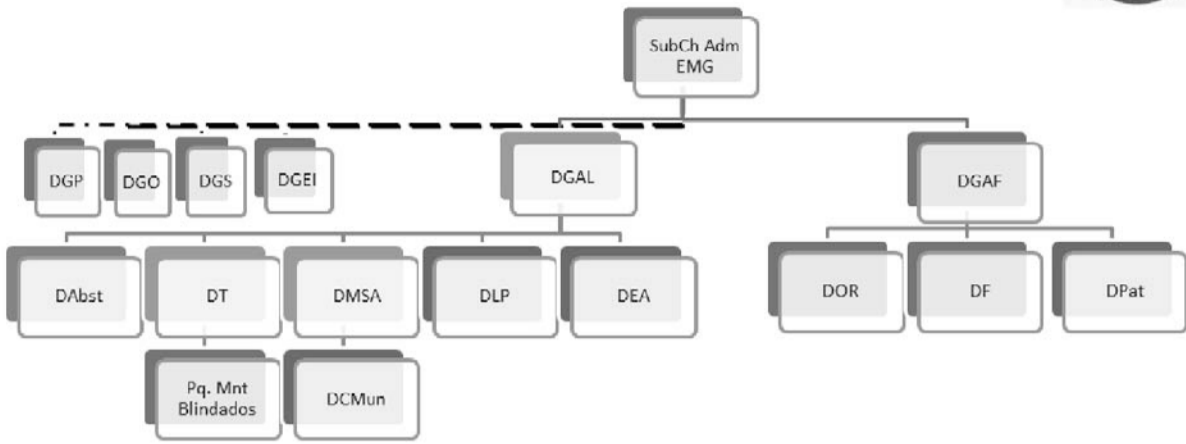 SubCh Adm
EMG
DGP
DGO
DGS
DGEI
DGAL
DGAF
DAbst
DT
DMSA
DLP
DEA
DOR
DF
DPat
Pq. Mnt
Blindados
DCMun